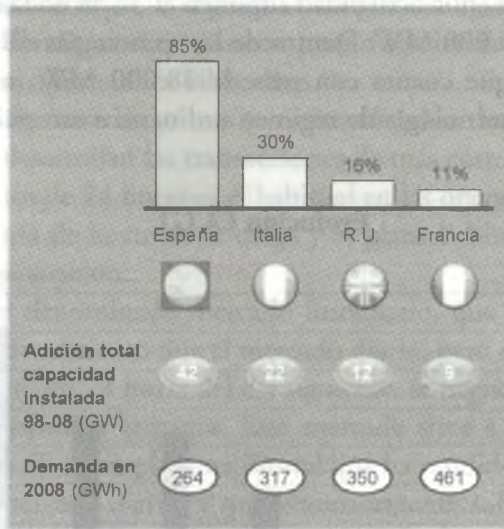 85%
30%
16%
11%
España Italia R.U Francia
Adición total
capacidad
instalada
98-08 (GW)
42 22 12 9
Demanda en
2008 (GWh)
264 317 350 461